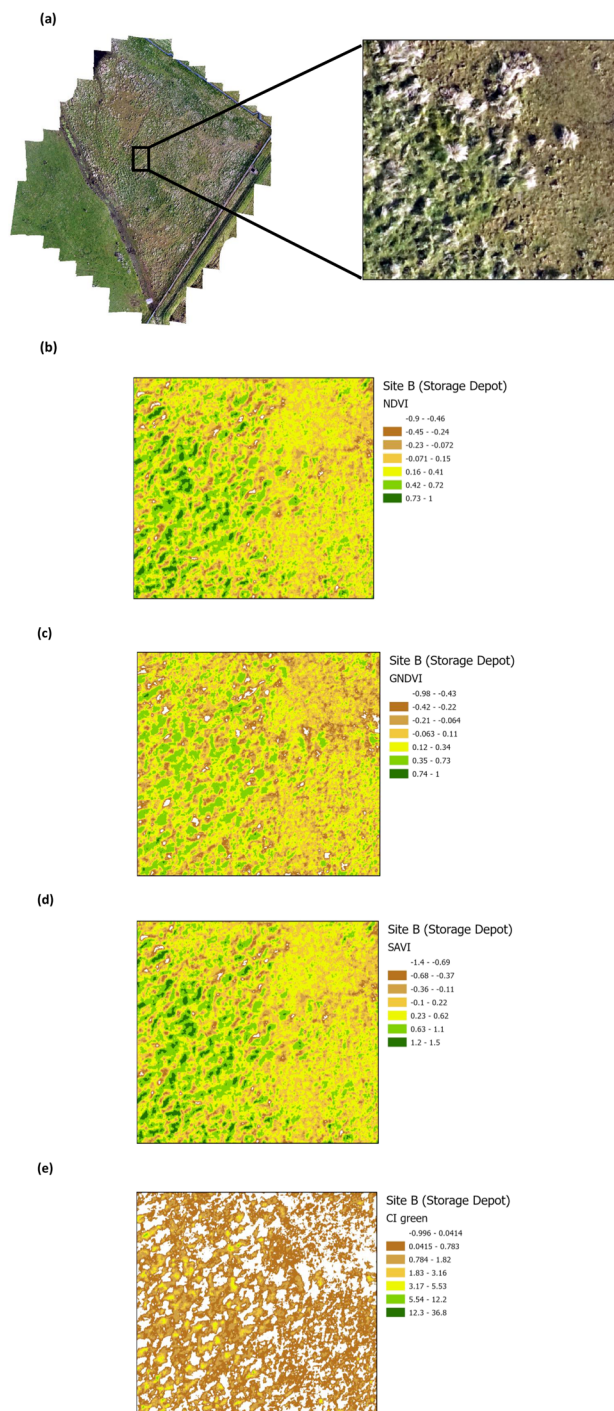 (a)
(b)
Site B (Storage Depot)
NDVI
-0.9 - -0.46
-0.45 - -0.24
-0.23 - -0.072
-0.071 - 0.15
0.16 - 0.41
0.42 - 0.72
0.73 - 1
(c)
Site B (Storage Depot)
GNDVI
-0.98 - -0.43
-0.42 - -0.22
-0.21 - -0.064
-0.063 - 0.11
0.12 - 0.34
0.35 - 0.73
0.74 - 1
(d)
Site B (Storage Depot)
SAVI
-1.4 - -0.69
-0.68 - -0.37
-0.36 - -0.11
-0.1 - 0.22
0.23 - 0.62
0.63 - 1.1
1.2 - 1.5
(e)
Site B (Storage Depot)
CI green
-0.996 - 0.0414
0.0415 - 0.783
0.784 - 1.82
1.83 - 3.16
3.17 - 5.53
5.54 - 12.2
12.3 - 36.8